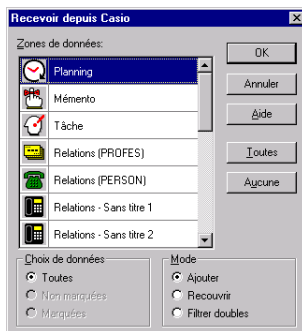 Recevoir depuis Casio
Zones de données:
Planning
Mémento
Tâche
Relations (PROFES)
Relations (PERSON)
Relations - Sans titre 1
Relations - Sans titre 2
OK
Annuler
Aide
Toutes
Aucune
Choix de données
Toutes
Non marquées
Marquées
Mode
Ajouter
Recouvrir
Filtrer doubles